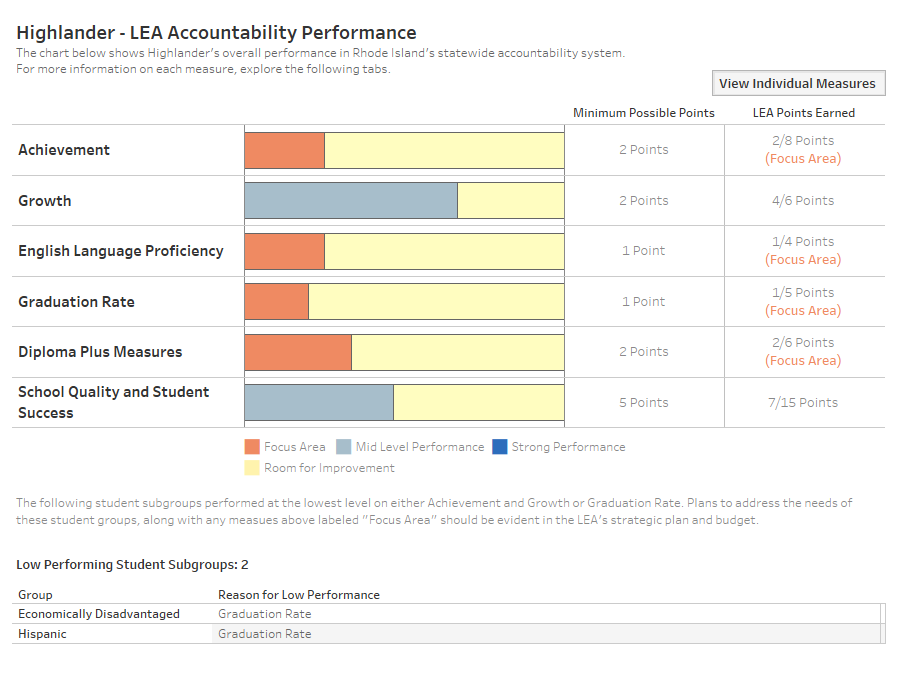 Highlander - LEA Accountability Performance
The chart below shows Highlander's overall performance in Rhode Island's statewide accountability system.
For more information on each measure, explore the following tabs.
View Individual Measures
Minimum Possible Points LEA Points Earned
Achievement 2 Points 2/8 Points
(Focus Area)
Growth 2 Points 4/6 Points
English Language Proficiency 1 Point 1/4 Points
(Focus Area)
Graduation Rate 1 Point 1/5 Points
(Focus Area)
Diploma Plus Measures 2 Points 2/6 Points
(Focus Area)
School Quality and Student
Success 5 Points 7/15 Points
Focus Area Mid Level Performance Strong Performance
Room for Improvement
The following student subgroups performed at the lowest level on either Achievement and Growth or Graduation Rate. Plans to address the needs of
these student groups, along with any measues above labeled "Focus Area" should be evident in the LEA's strategic plan and budget.
Low Performing Student Subgroups: 2
Group Reason for Low Performance
Economically Disadvantaged Graduation Rate
Hispanic Graduation Rate